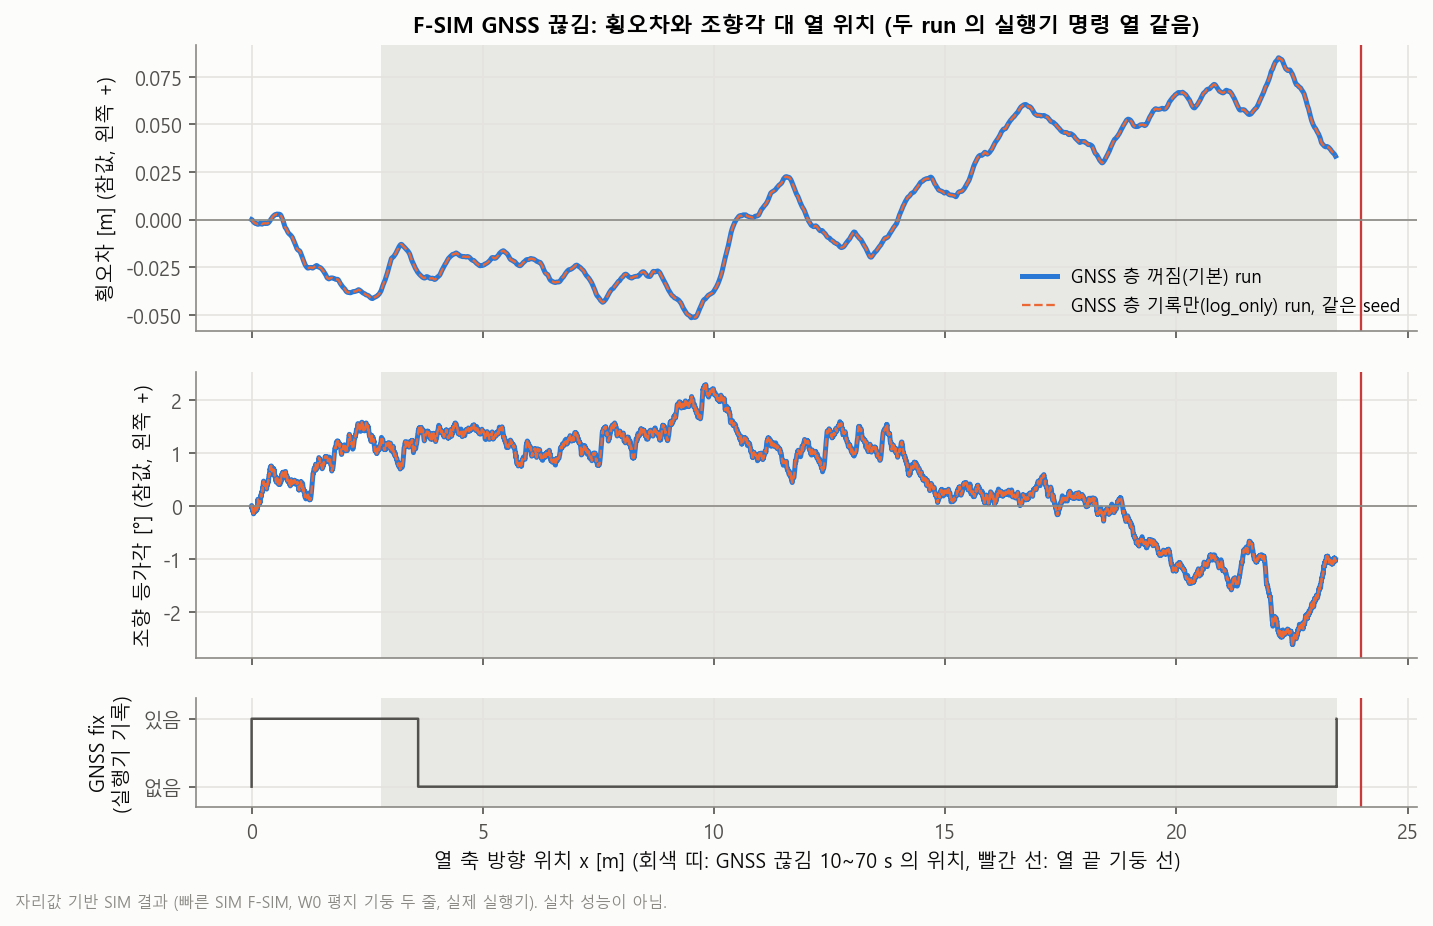 F-SIM GNSS 끊김: 횡오차와 조향각 대 열 위치 (두 run 의 실행기 명령 열 같음)
횡오차 [m] (참값, 왼쪽 +)
0.075
0.050
0.025
0.000
-0.025
-0.050
GNSS 층 꺼짐(기본) run
GNSS 층 기록만(log_only) run, 같은 seed
조향 등가각 [°] (참값, 왼쪽 +)
2
1
0
-1
-2
GNSS fix
(실행기 기록)
있음
없음
0 5 10 15 20 25
열 축 방향 위치 x [m] (회색 띠: GNSS 끊김 10~70 s 의 위치, 빨간 선: 열 끝 기둥 선)
자리값 기반 SIM 결과 (빠른 SIM F-SIM, W0 평지 기둥 두 줄, 실제 실행기). 실차 성능이 아님.